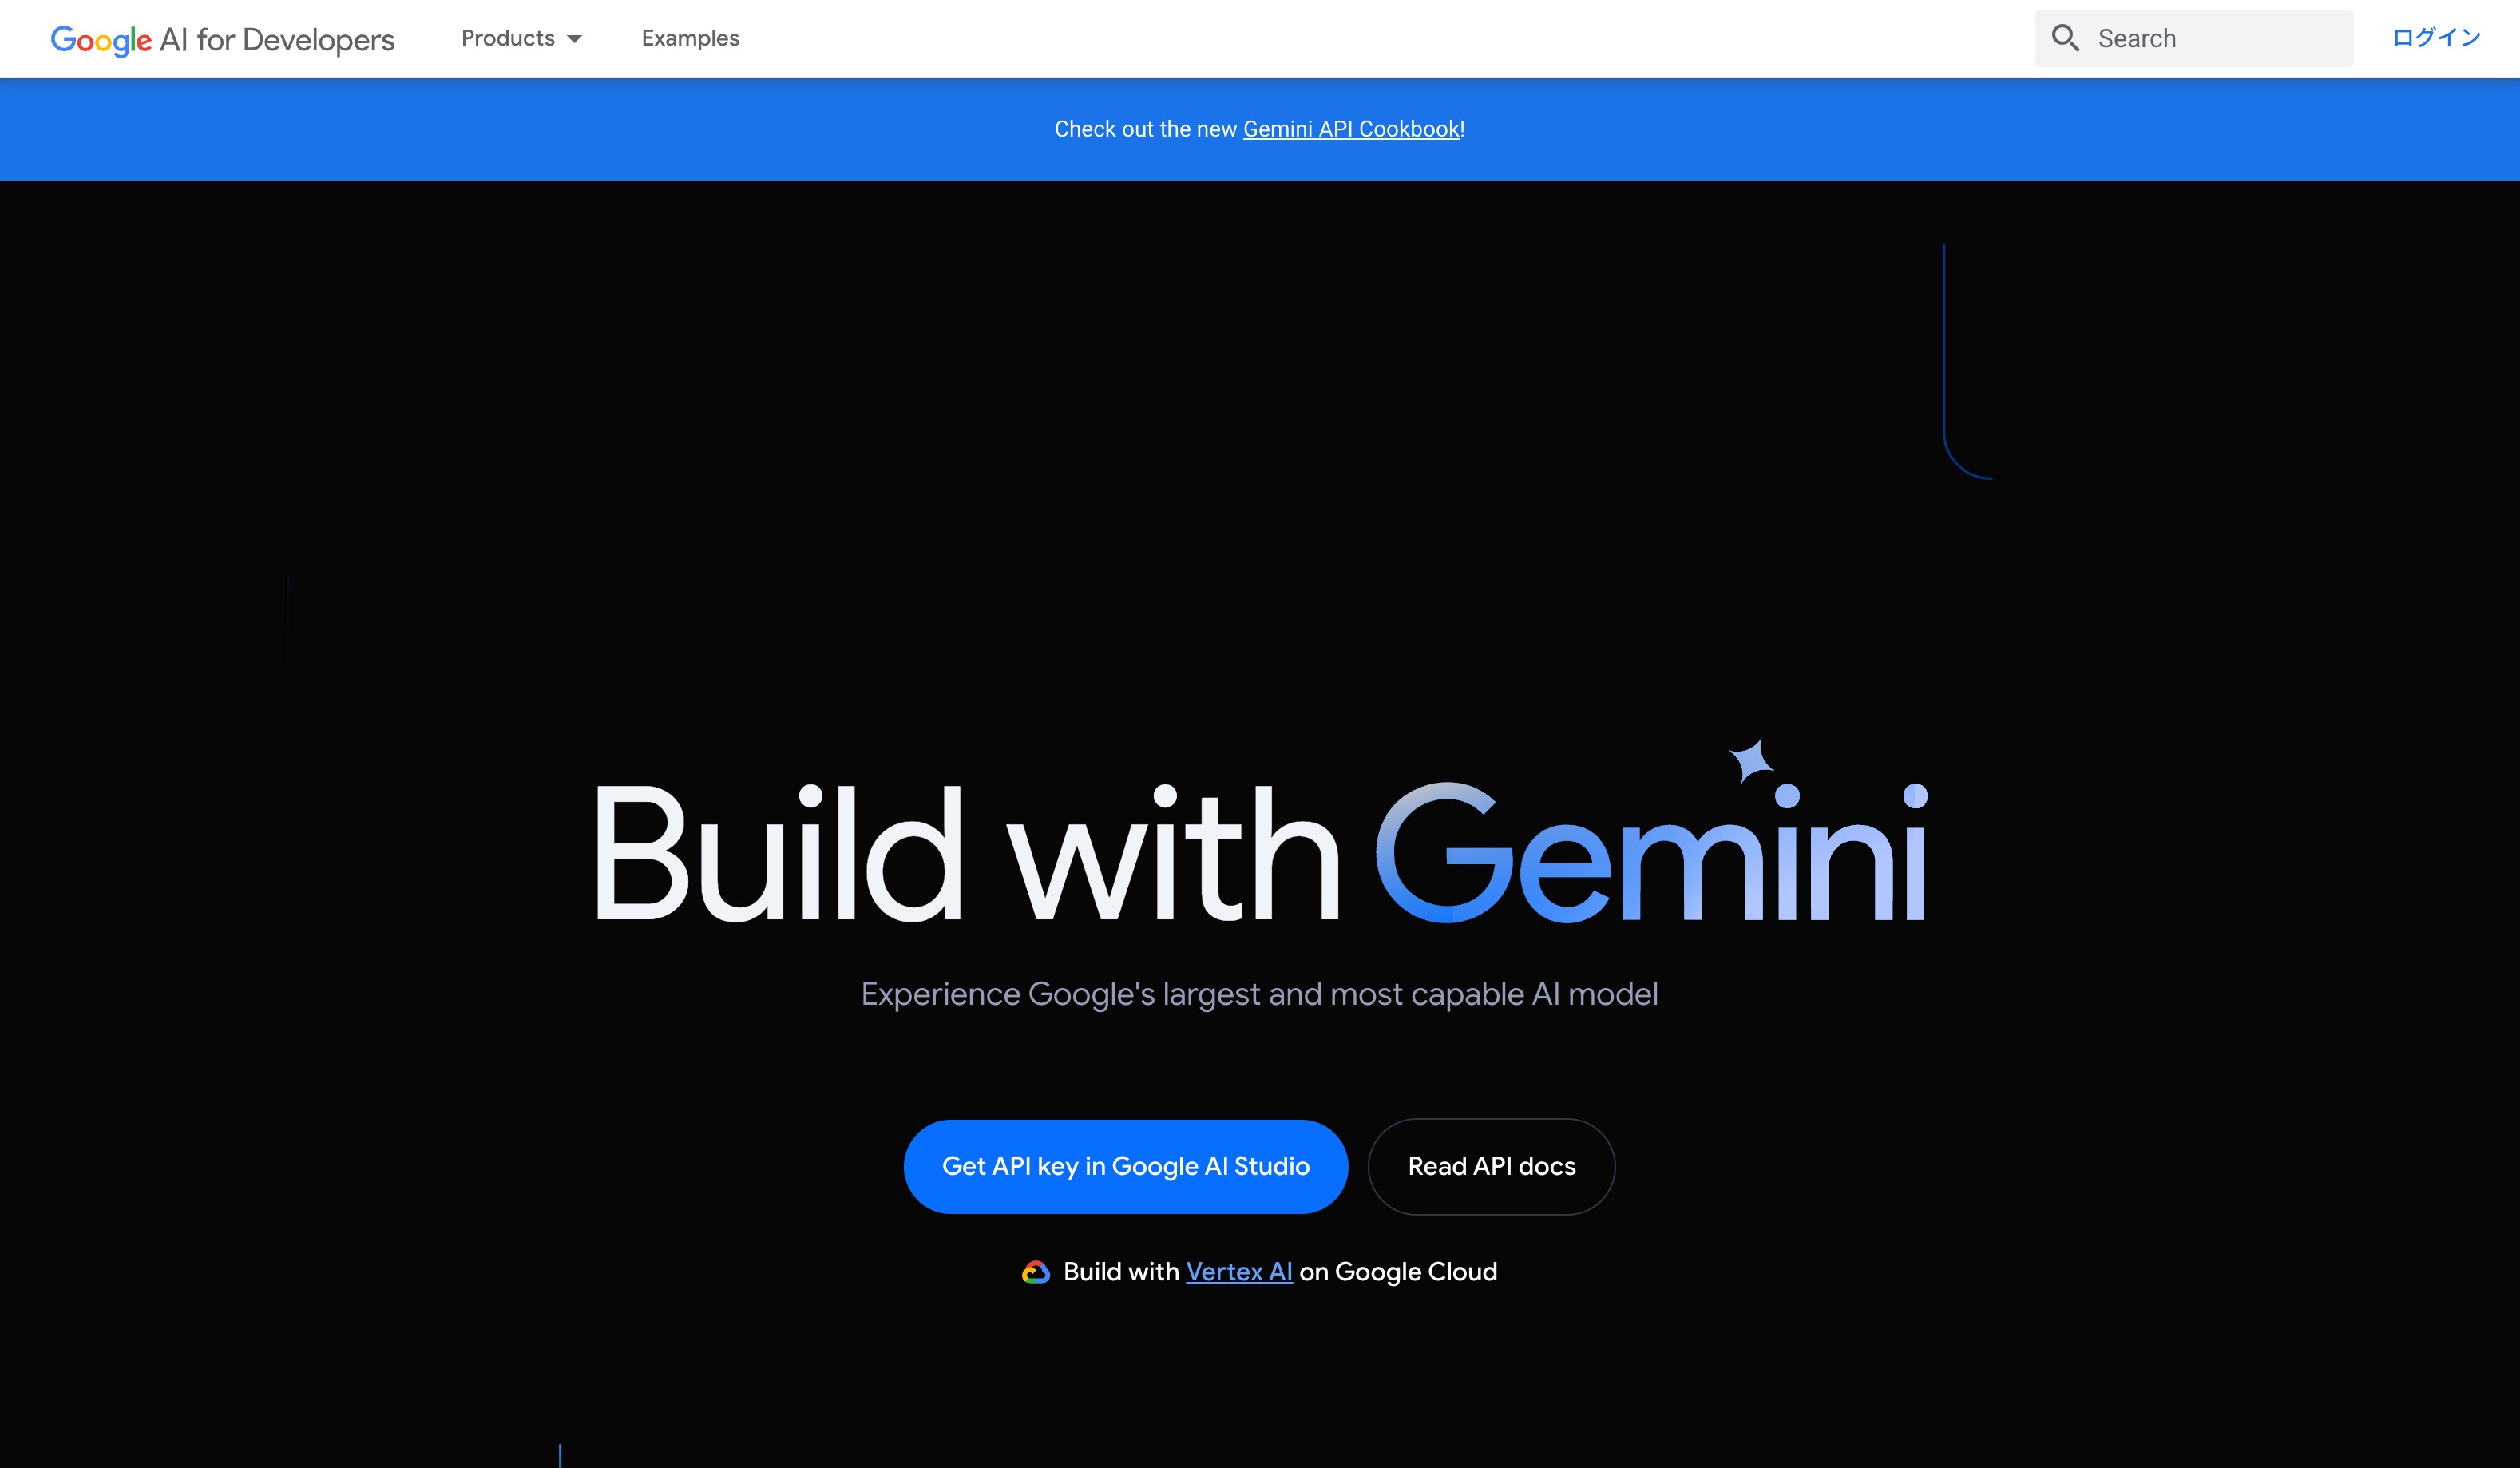 Google AI for Developers
Products
Examples
Search
ログイン
Check out the new Gemini API Cookbook!
Build with Gemini
Experience Google's largest and most capable AI model
Get API key in Google AI Studio
Read API docs
Build with Vertex AI on Google Cloud